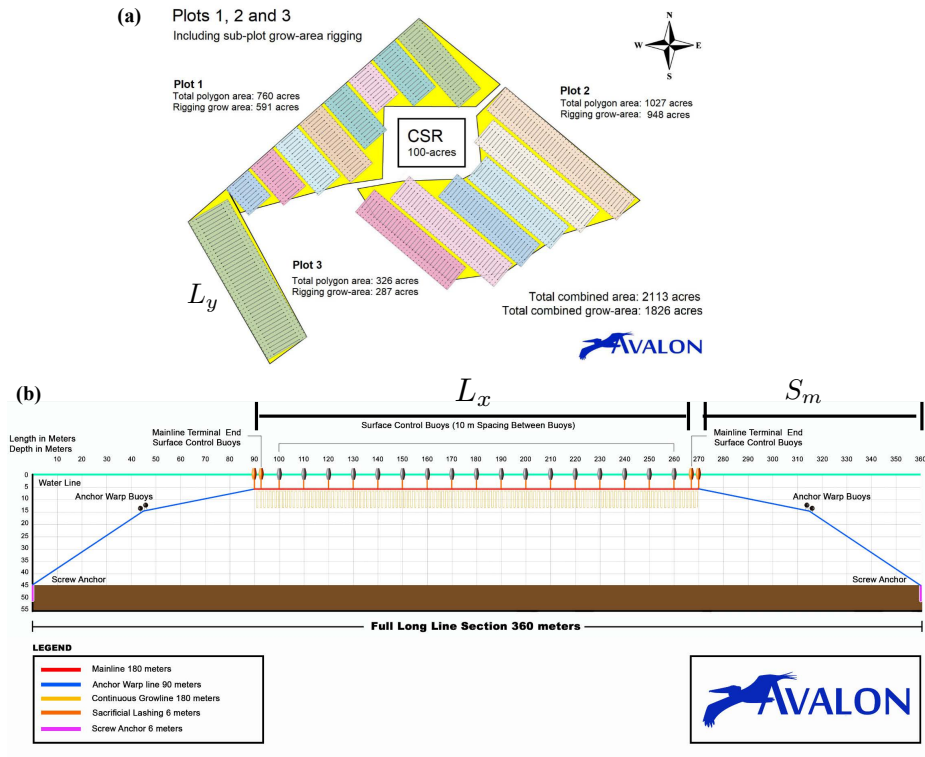 (a)
Plots 1, 2 and 3
Including sub-plot grow-area rigging
N
W
E
S
Plot 1
Total polygon area: 760 acres
Rigging grow area: 591 acres
Plot 2
Total polygon area: 1027 acres
Rigging grow-area: 948 acres
CSR
100-acres
Plot 3
Total polygon area: 326 acres
Rigging grow-area: 287 acres
L_y
Total combined area: 2113 acres
Total combined grow-area: 1826 acres
AVALON
(b)
L_x
S_m
Surface Control Buoys (10 m Spacing Between Buoys)
Length in Meters
Depth in Meters
Mainline Terminal End
Surface Control Buoys
Mainline Terminal End
Surface Control Buoys
10 20 30 40 50 60 70 80 90 100 110 120 130 140 150 160 170 180 190 200 210 220 230 240 250 260 270 280 290 300 310 320 330 340 350 360
0
Water Line
5
10
Anchor Warp Buoys
Anchor Warp Buoys
15
20
25
30
35
40
Screw Anchor
Screw Anchor
45
50
55
Full Long Line Section 360 meters
LEGEND
Mainline 180 meters
Anchor Warp line 90 meters
Continuous Growline 180 meters
Sacrificial Lashing 6 meters
Screw Anchor 6 meters
AVALON